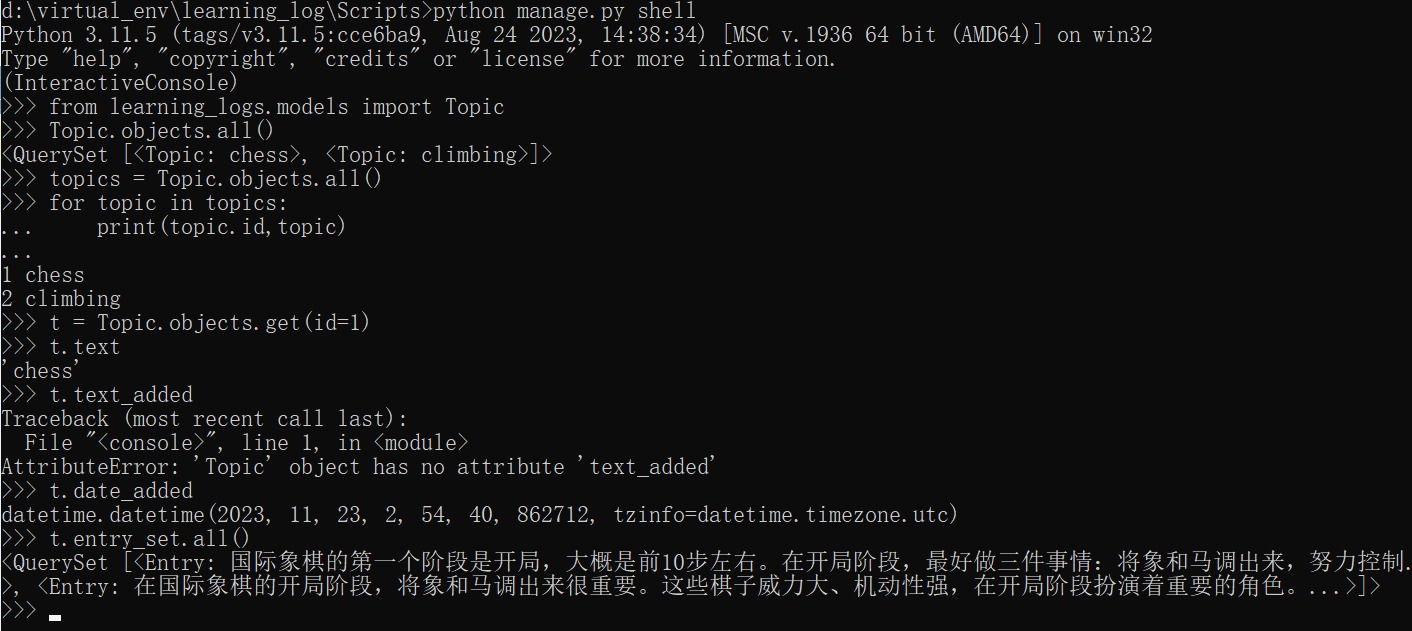 d:\virtual_env\learning_log\Scripts>python manage.py shell
Python 3.11.5 (tags/v3.11.5:cce6ba9, Aug 24 2023, 14:38:34) [MSC v.1936 64 bit (AMD64)] on win32
Type "help", "copyright", "credits" or "license" for more information.
(InteractiveConsole)
>>> from learning_logs.models import Topic
>>> Topic.objects.all()
<QuerySet [<Topic: chess>, <Topic: climbing>]>
>>> topics = Topic.objects.all()
>>> for topic in topics:
...     print(topic.id,topic)
...
1 chess
2 climbing
>>> t = Topic.objects.get(id=1)
>>> t.text
'chess'
>>> t.text_added
Traceback (most recent call last):
  File "<console>", line 1, in <module>
AttributeError: 'Topic' object has no attribute 'text_added'
>>> t.date_added
datetime.datetime(2023, 11, 23, 2, 54, 40, 862712, tzinfo=datetime.timezone.utc)
>>> t.entry_set.all()
<QuerySet [<Entry: 国际象棋的第一个阶段是开局，大概是前10步左右。在开局阶段，最好做三件事情：将象和马调出来，努力控制.
>, <Entry: 在国际象棋的开局阶段，将象和马调出来很重要。这些棋子威力大、机动性强，在开局阶段扮演着重要的角色。...>]>
>>>